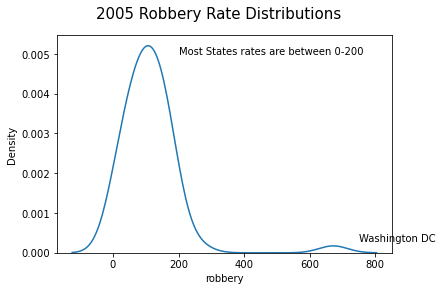 2005 Robbery Rate Distributions
Most States rates are between 0-200
Washington DC
Density
0.005
0.004
0.003
0.002
0.001
0.000
0
200
400
600
800
robbery